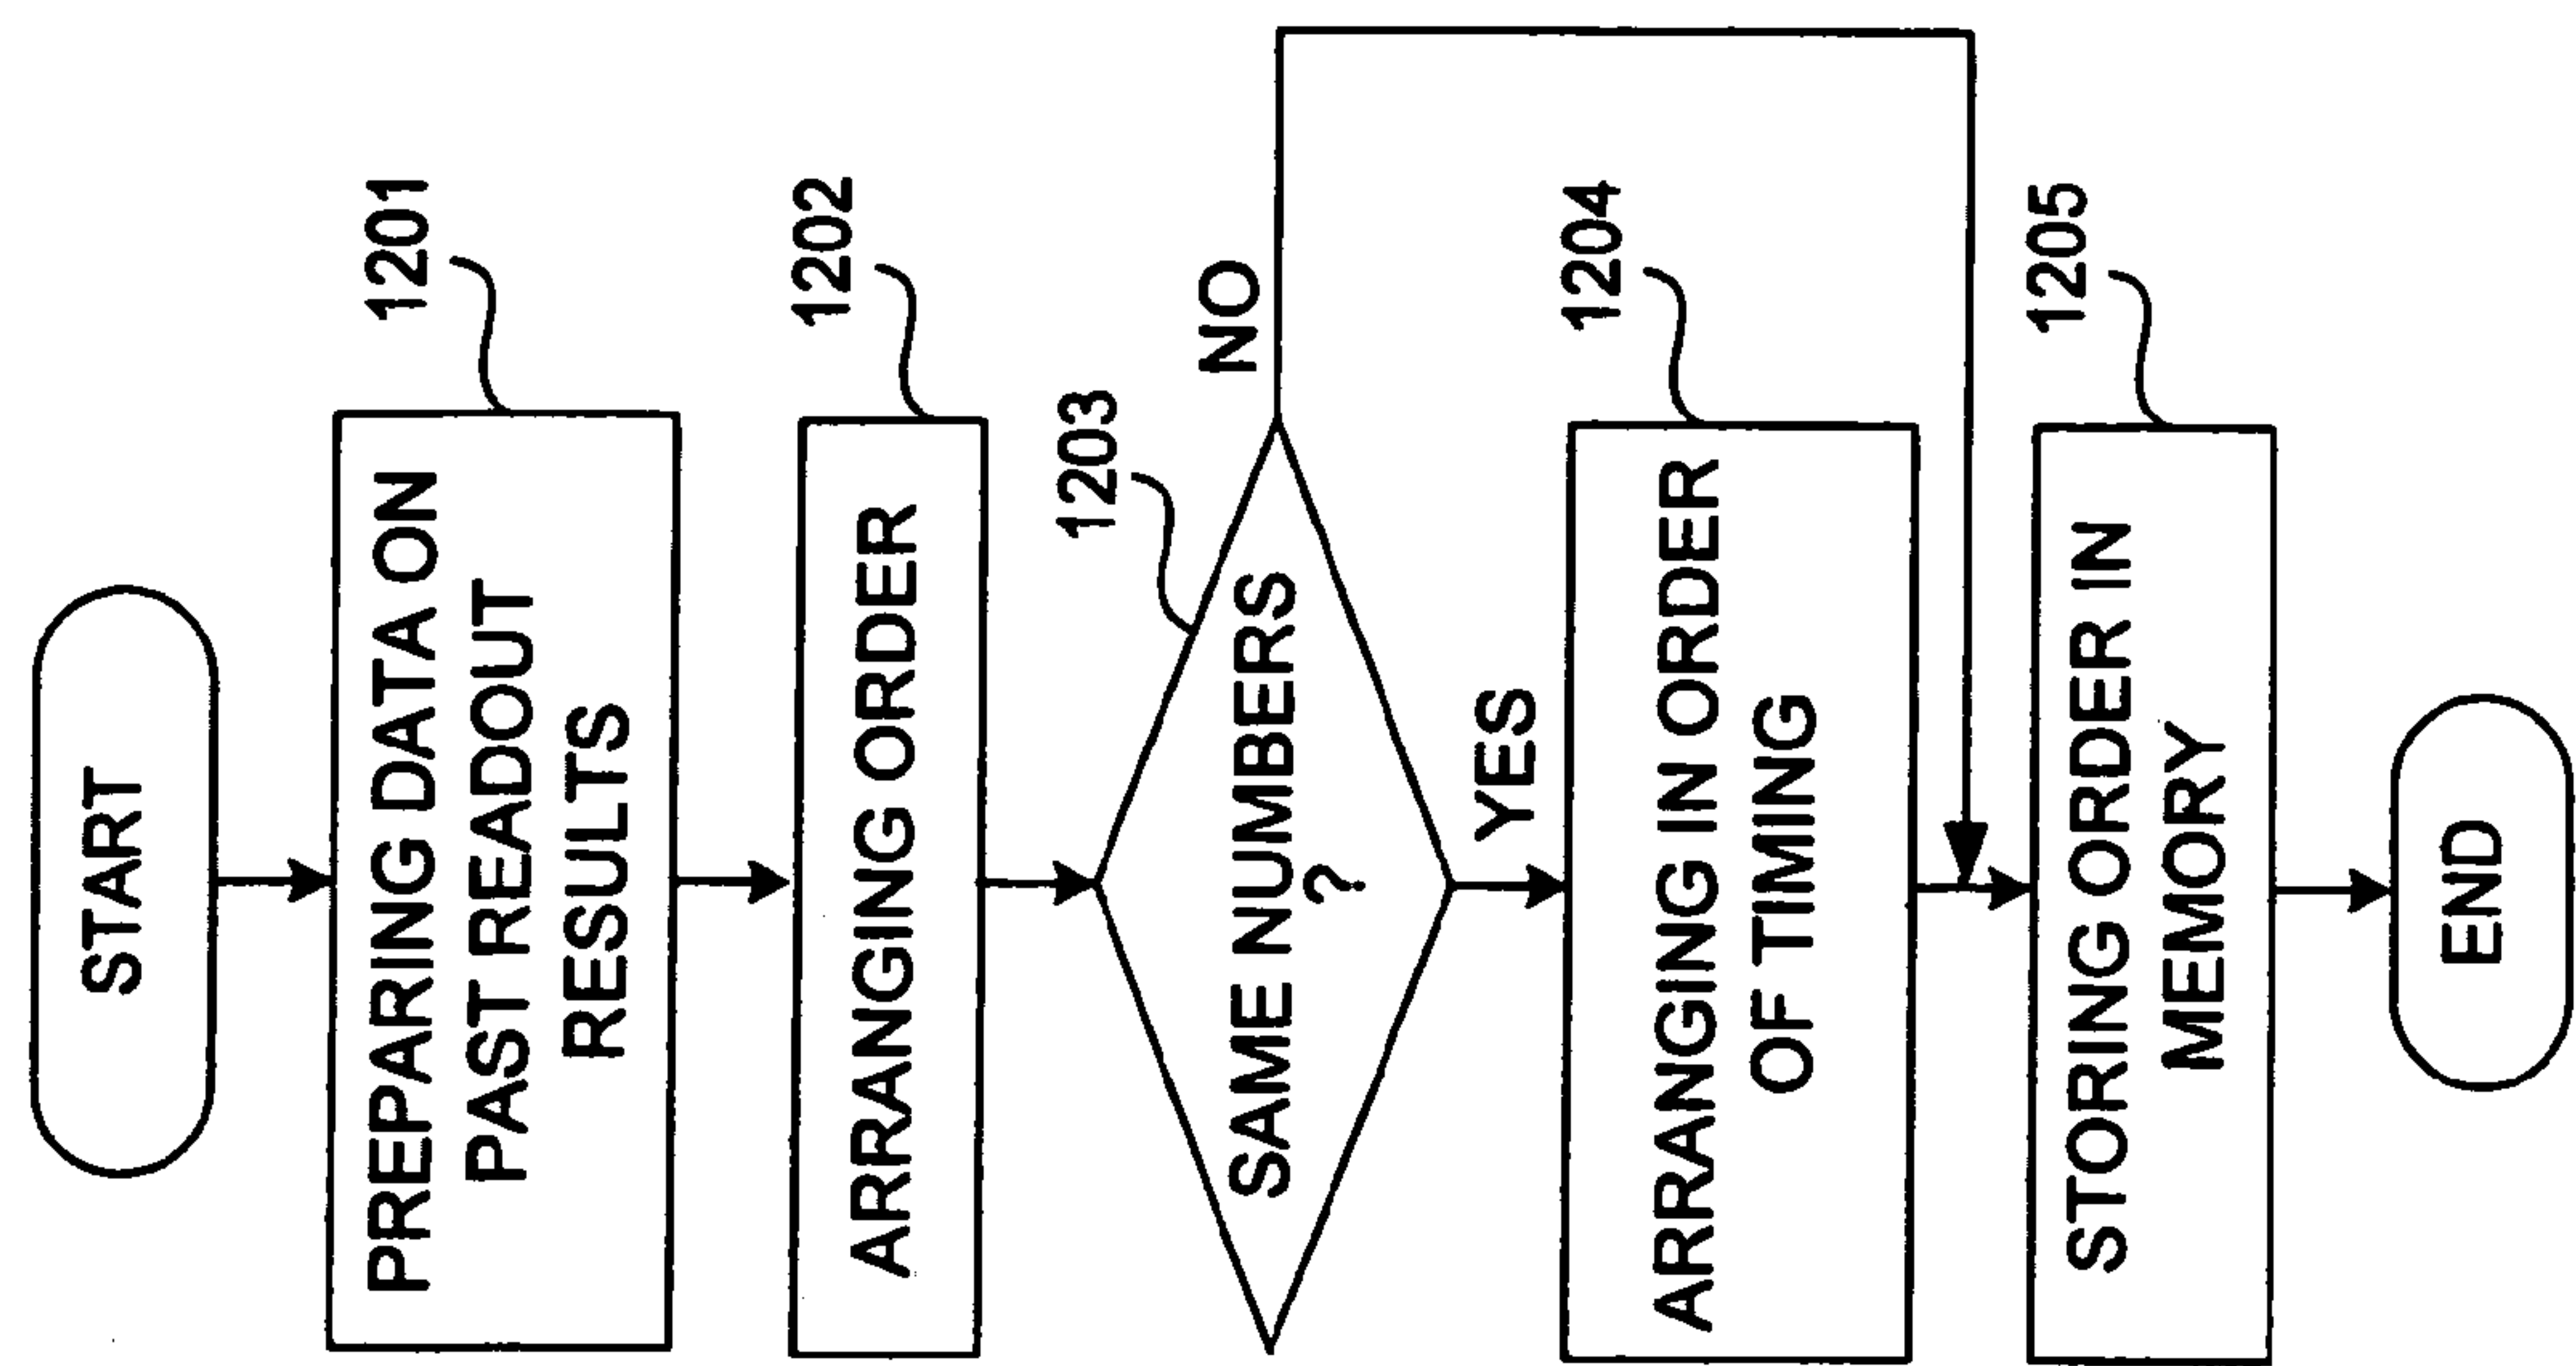 START
1201
PREPARING DATA ON
PAST READOUT
RESULTS
1202
ARRANGING ORDER
1203
SAME NUMBERS
?
NO
YES
1204
ARRANGING IN ORDER
OF TIMING
1205
STORING ORDER IN
MEMORY
END